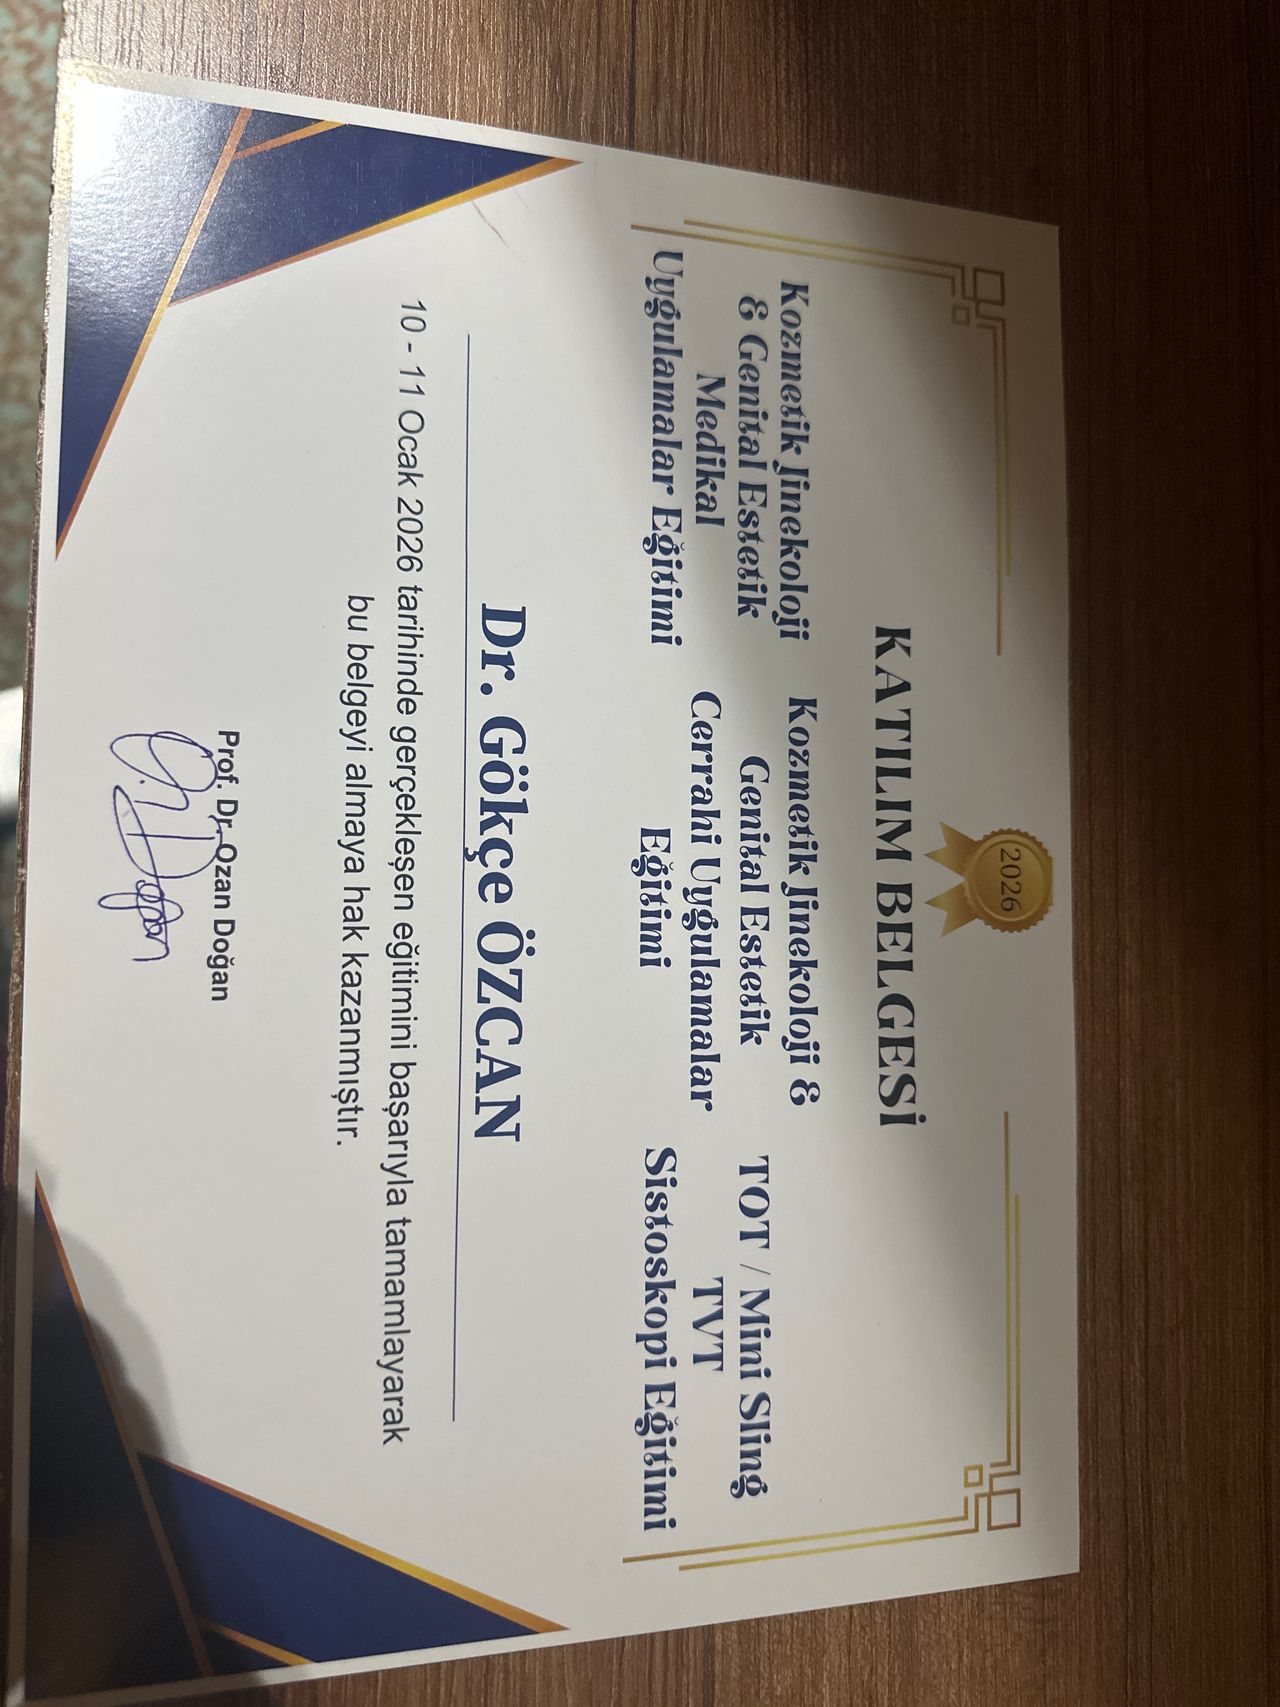 2026
KATILIM BELGESİ
Kozmetik Jinekoloji
& Genital Estetik
Medikal
Uygulamalar Eğitimi
Kozmetik Jinekoloji &
Genital Estetik
Cerrahi Uygulamalar
Eğitimi
TOT / Mini Sling
TVT
Sistoskopi Eğitimi
Dr. Gökçe ÖZCAN
10 - 11 Ocak 2026 tarihinde gerçekleşen eğitimini başarıyla tamamlayarak
bu belgeyi almaya hak kazanmıştır.
Prof. Dr. Ozan Doğan